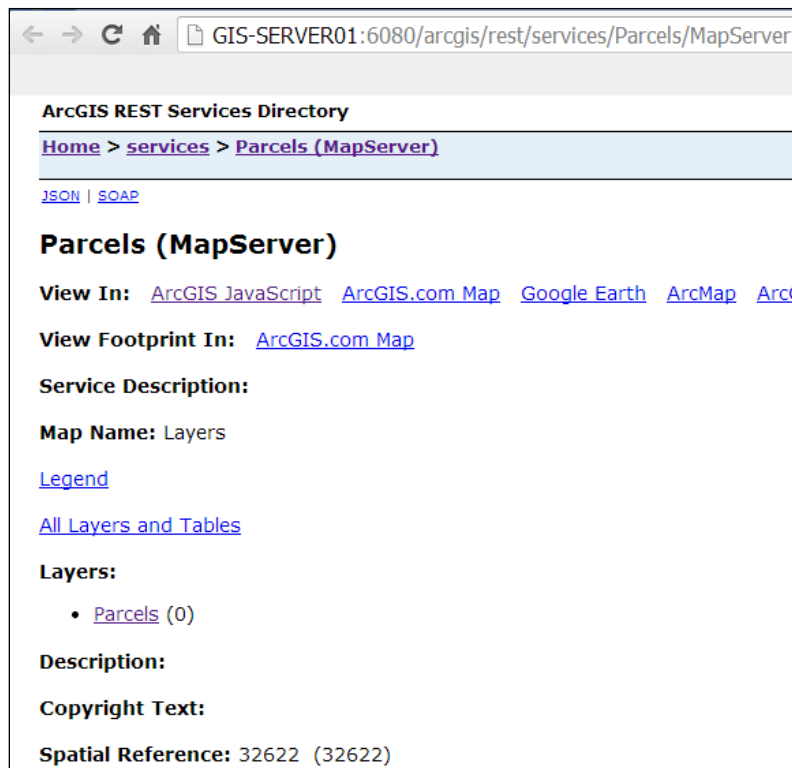 GIS-SERVER01:6080/arcgis/rest/services/Parcels/MapServer
ArcGIS REST Services Directory
Home > services > Parcels (MapServer)
JSON | SOAP
Parcels (MapServer)
View In: ArcGIS JavaScript ArcGIS.com Map Google Earth ArcMap Arc
View Footprint In: ArcGIS.com Map
Service Description:
Map Name: Layers
Legend
All Layers and Tables
Layers:
• Parcels (0)
Description:
Copyright Text:
Spatial Reference: 32622 (32622)